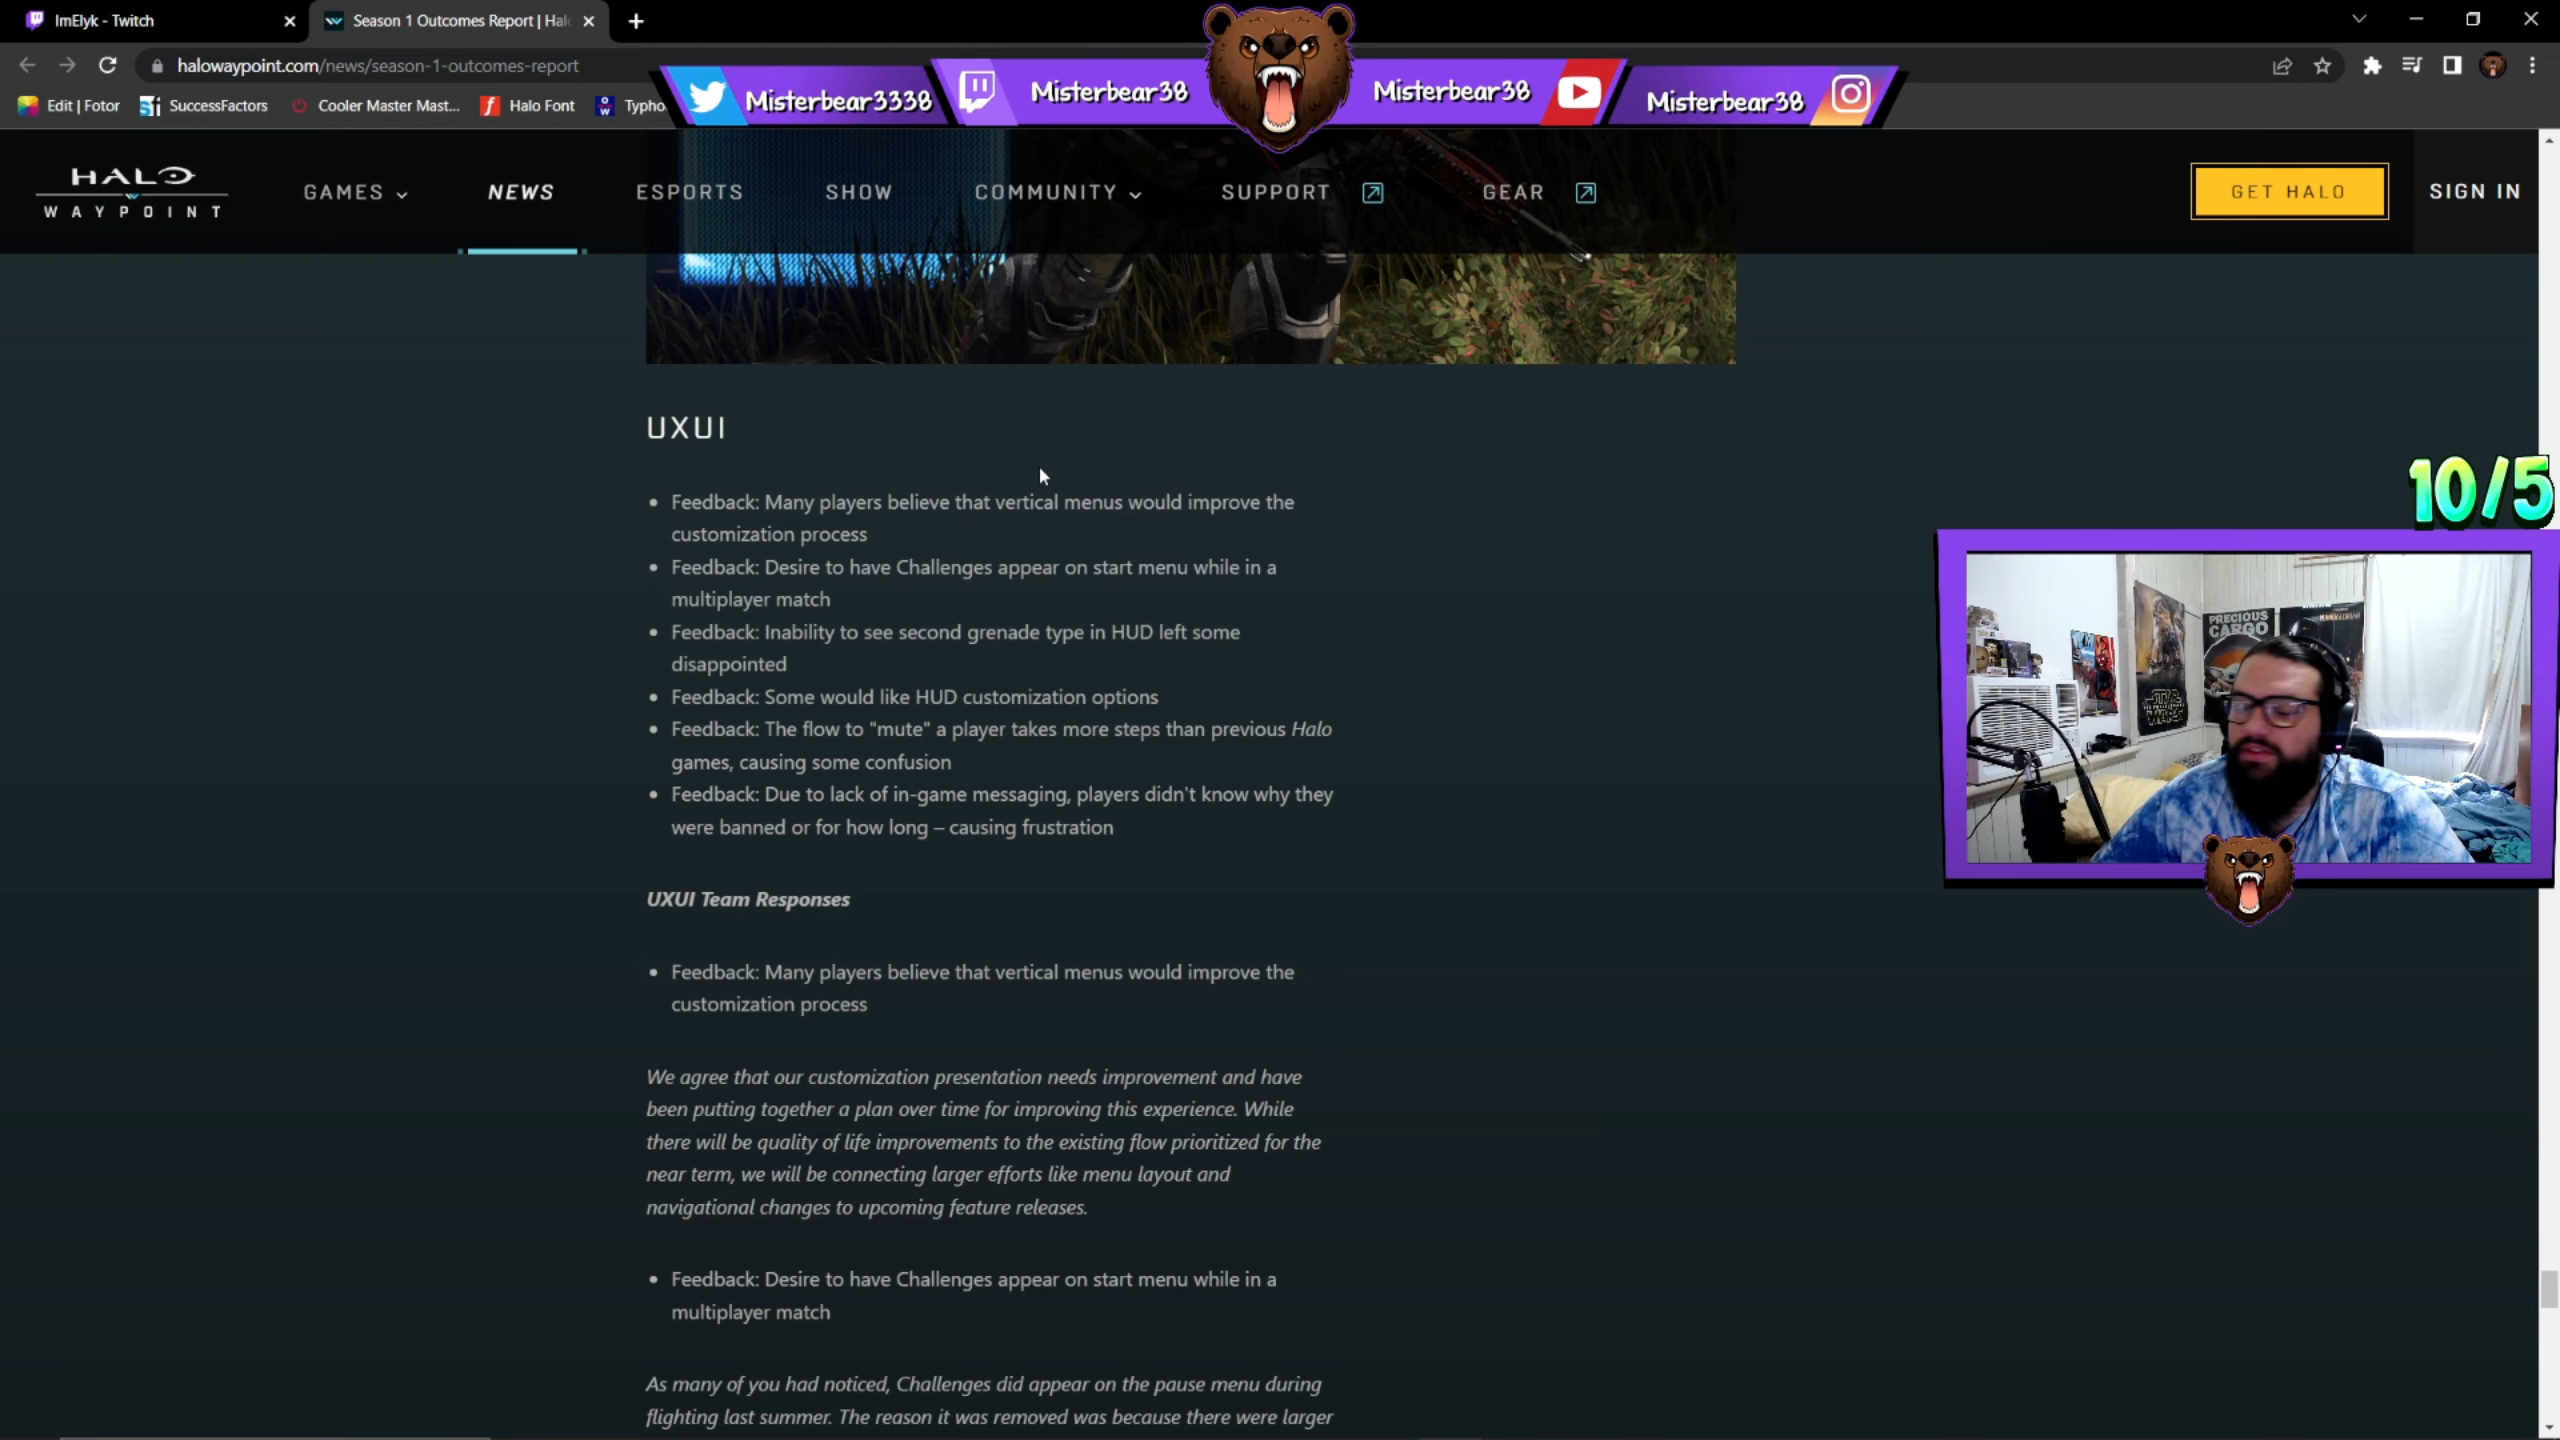 ImElyk - Twitch
Season 1 Outcomes Report | Hal
halowaypoint.com/news/season-1-outcomes-report
Edit | Fotor
SuccessFactors
Cooler Master Mast...
Halo Font
Typho
Misterbear3338
Misterbear38
Misterbear38
Misterbear38
HALO
WAYPOINT
GAMES
NEWS
ESPORTS
SHOW
COMMUNITY
SUPPORT
GEAR
GET HALO
SIGN IN
UXUI
• Feedback: Many players believe that vertical menus would improve the
customization process
• Feedback: Desire to have Challenges appear on start menu while in a
multiplayer match
• Feedback: Inability to see second grenade type in HUD left some
disappointed
• Feedback: Some would like HUD customization options
• Feedback: The flow to "mute" a player takes more steps than previous Halo
games, causing some confusion
• Feedback: Due to lack of in-game messaging, players didn't know why they
were banned or for how long – causing frustration
10/5
PRECIOUS
CARGO
MANDALORIAN
STAR
WARS
UXUI Team Responses
• Feedback: Many players believe that vertical menus would improve the
customization process
We agree that our customization presentation needs improvement and have
been putting together a plan over time for improving this experience. While
there will be quality of life improvements to the existing flow prioritized for the
near term, we will be connecting larger efforts like menu layout and
navigational changes to upcoming feature releases.
• Feedback: Desire to have Challenges appear on start menu while in a
multiplayer match
As many of you had noticed, Challenges did appear on the pause menu during
flighting last summer. The reason it was removed was because there were larger